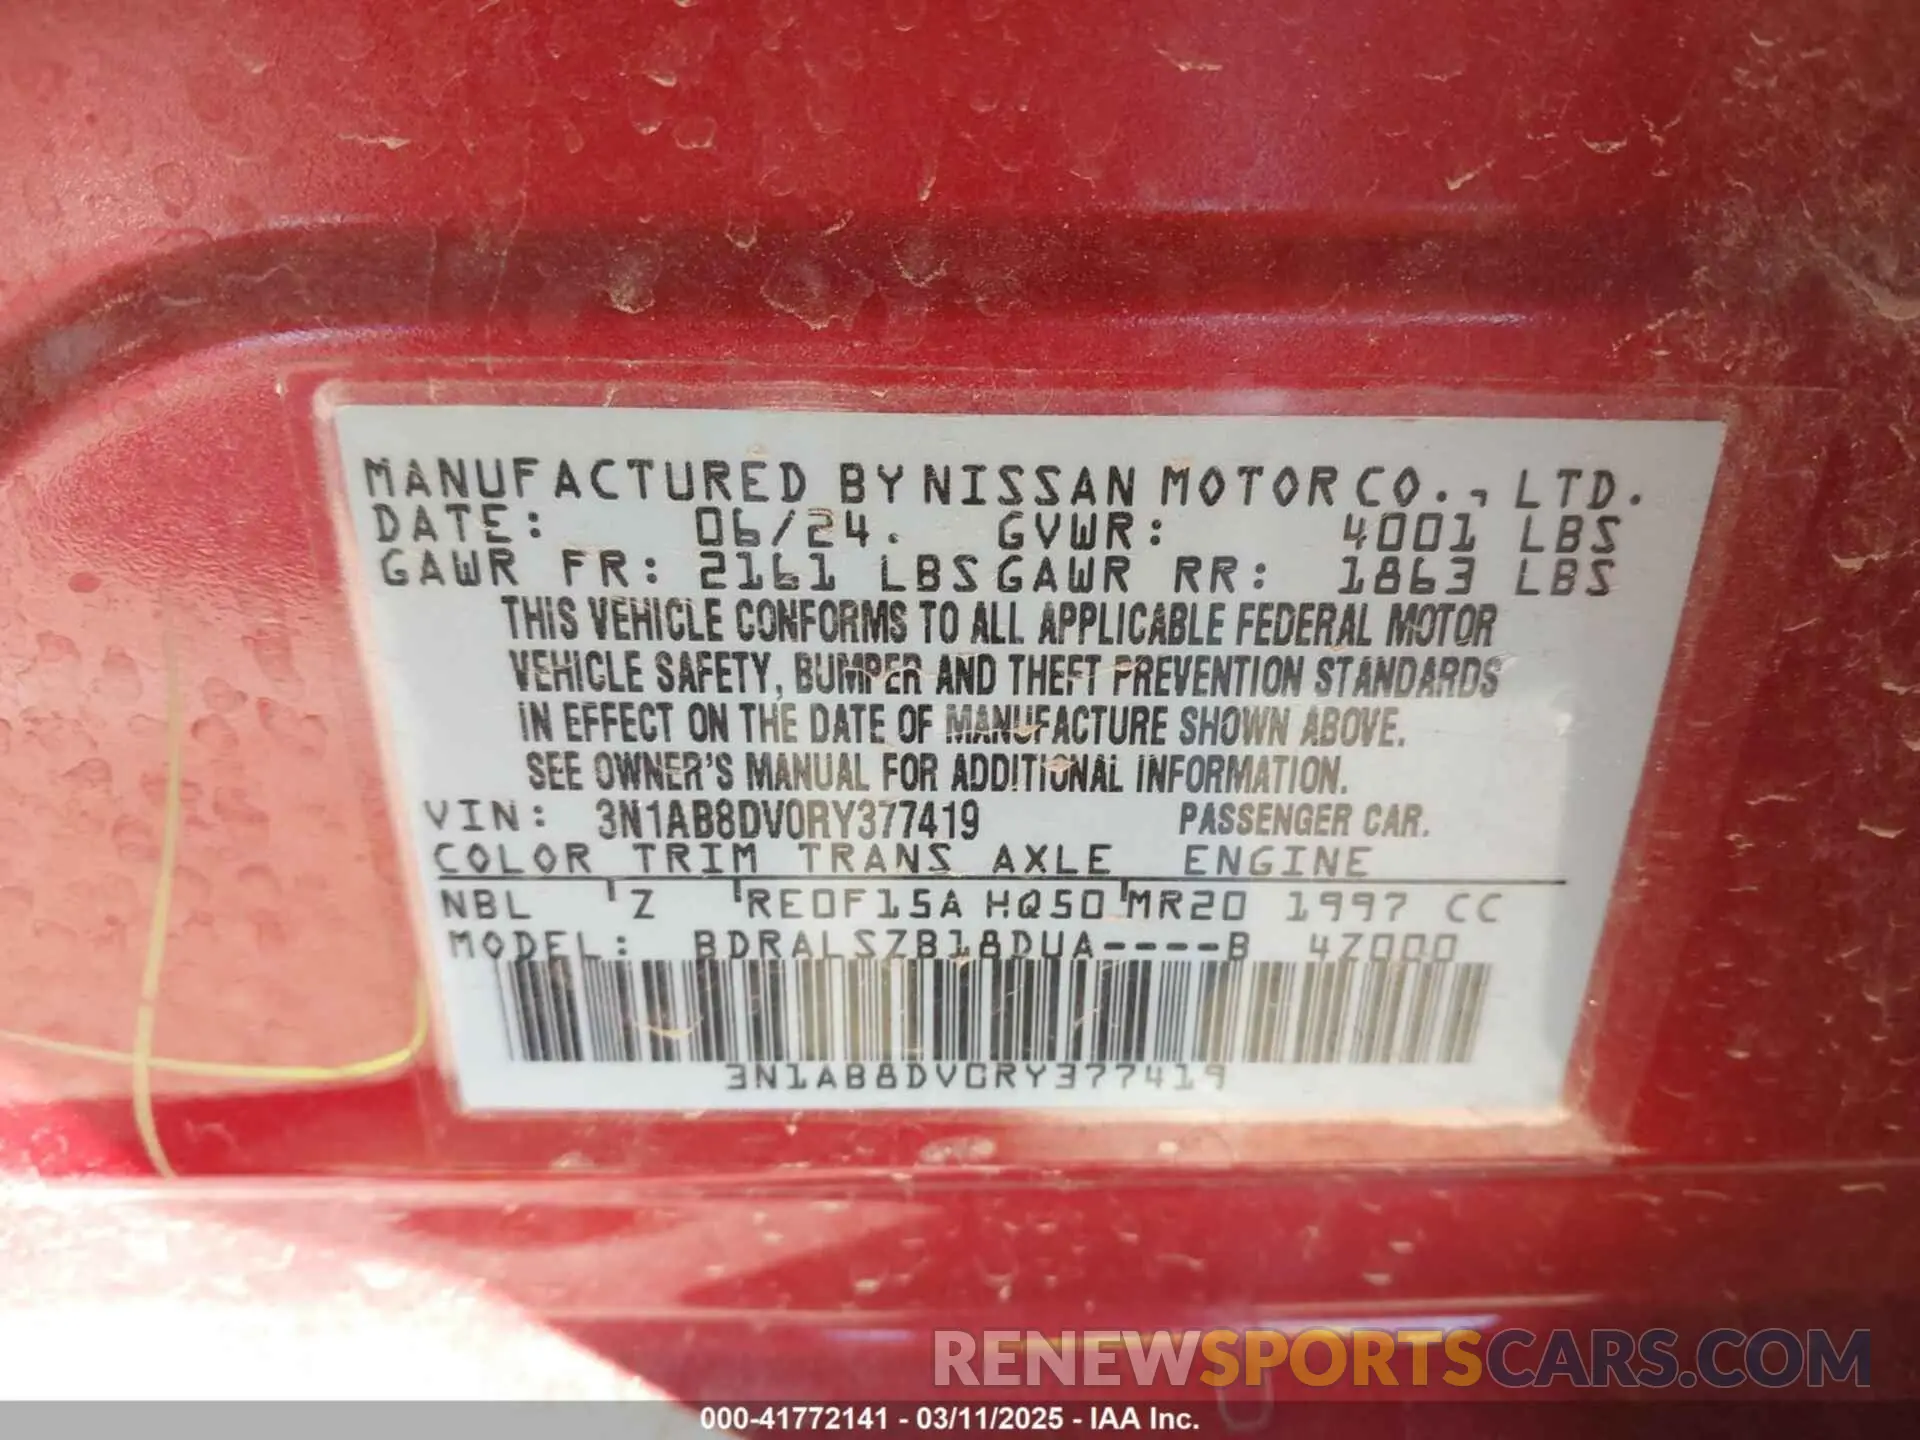 MANUFACTURED BY NISSAN MOTOR CO., LTD.
DATE: 06/24. GVWR: 4001 LBS
GAWR FR: 2161 LBS GAWR RR: 1863 LBS
THIS VEHICLE CONFORMS TO ALL APPLICABLE FEDERAL MOTOR
VEHICLE SAFETY, BUMPER AND THEFT PREVENTION STANDARDS
IN EFFECT ON THE DATE OF MANUFACTURE SHOWN ABOVE.
SEE OWNER'S MANUAL FOR ADDITIONAL INFORMATION.
VIN: 3N1AB8DV0RY377419 PASSENGER CAR.
COLOR TRIM TRANS AXLE ENGINE
NBL Z RE0F15A HQ50 MR20 1997 CC
MODEL: BDRALSZB18DUA----B 4Z000
3N1AB8DV0RY377419
RENEWSPORTSCARS.COM
000-41772141 - 03/11/2025 - IAA Inc.